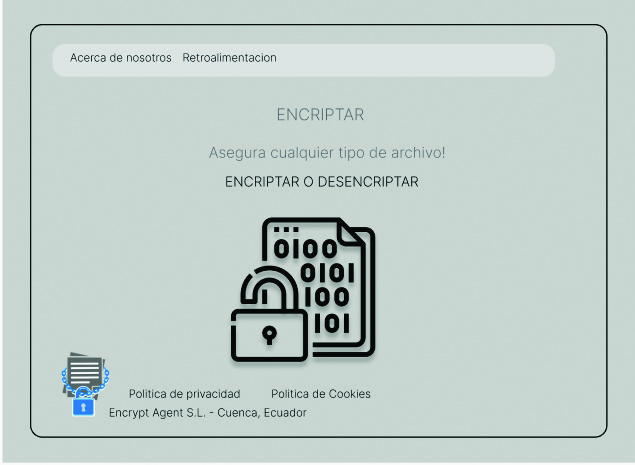 Acerca de nosotros Retroalimentacion
ENCRIPTAR
Asegura cualquier tipo de archivo!
ENCRIPTAR O DESENCRIPTAR
0100
0101
100
101
Politica de privacidad Politica de Cookies
Encrypt Agent S.L. - Cuenca, Ecuador